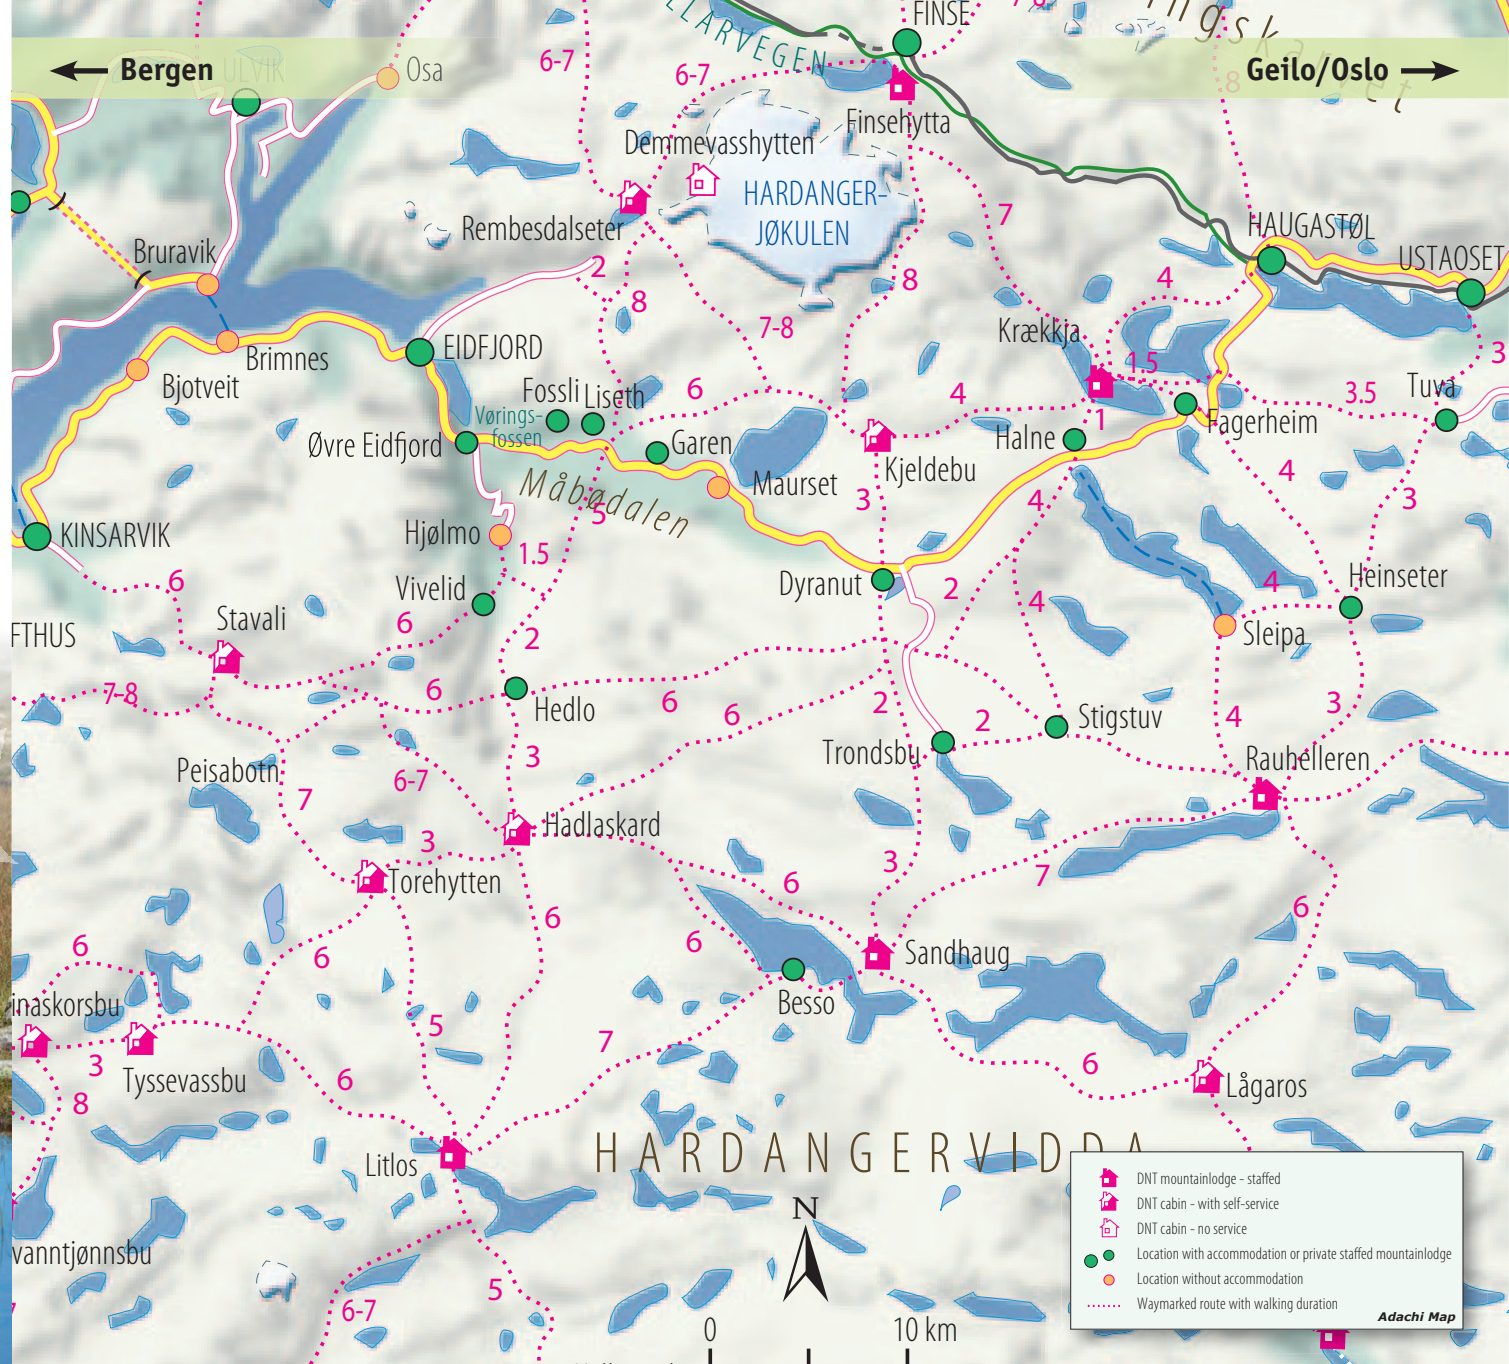 FINSE
LLARVEGEN
ngskaret
Bergen
ULVIK
Osa
6-7
6-7
Geilo/Oslo
8
Finsehytta
Demmevasshytten
HARDANGER-
JØKULEN
7
Rembesdalseter
HAUGASTØL
USTAOSET
Bruravik
2
8
8
4
7-8
Krækkja
EIDFJORD
Brimnes
Bjotveit
1.5
3
Fossli
Liseth
6
4
3.5
Tuva
Vørings-
fossen
1
Fagerheim
Øvre Eidfjord
Garen
Halne
Maurset
Kjeldebu
4
Måbødalen
5
3
4
3
KINSARVIK
Hjølmo
1.5
Dyranut
2
4
4
Heinseter
6
Vivelid
6
2
Stavali
FTHUS
Sleipa
7-8
6
Hedlo
6
6
2
2
Stigstuv
4
3
Trondsbu
Rauhelleren
Peisabotn
6-7
3
7
Hadlaskard
3
Torehytten
6
3
7
6
6
6
6
6
Sandhaug
inaskorsbu
Besso
5
7
3
Tyssevassbu
6
6
8
Lågaros
Litlos
HARDANGERVIDDA
N
vanntjønnsbu
5
6-7
0
10 km
DNT mountainlodge - staffed
DNT cabin - with self-service
DNT cabin - no service
Location with accommodation or private staffed mountainlodge
Location without accommodation
Waymarked route with walking duration
Adachi Map